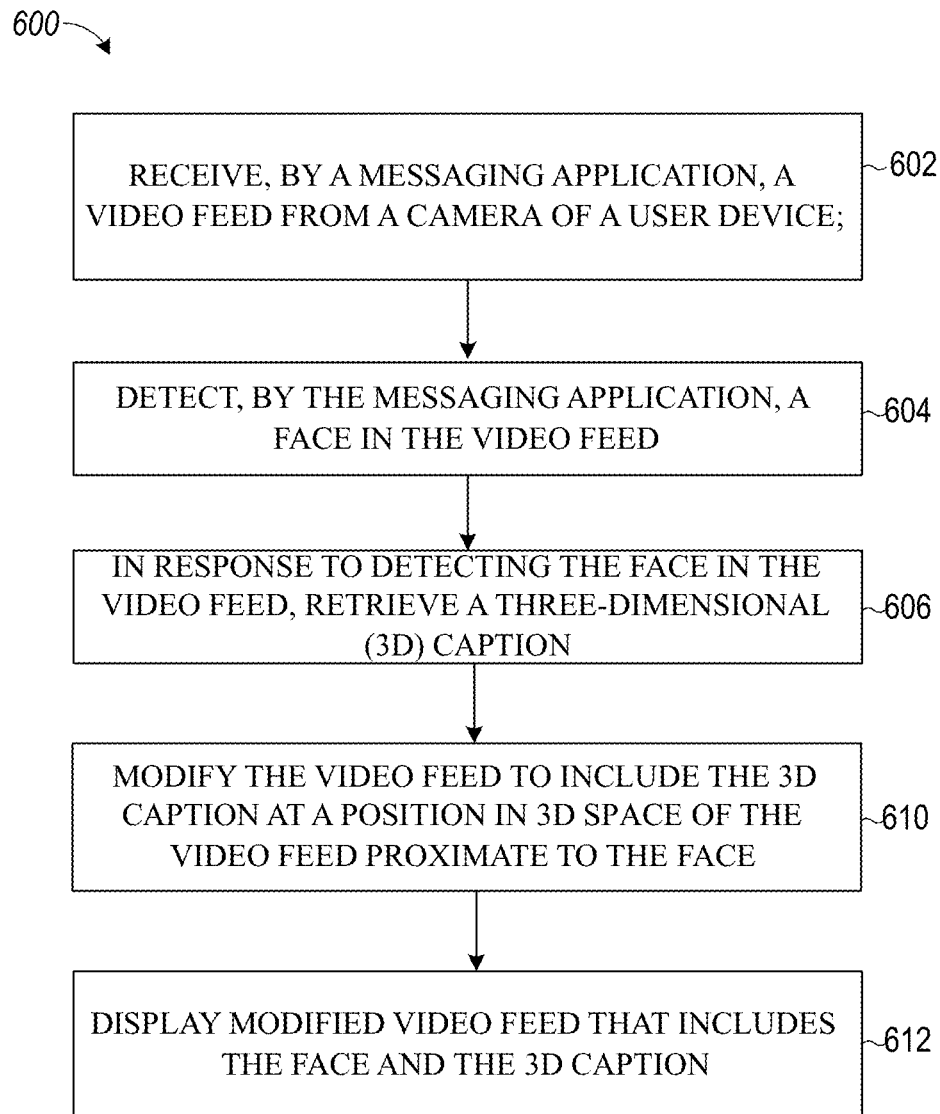 600
RECEIVE, BY A MESSAGING APPLICATION, A
VIDEO FEED FROM A CAMERA OF A USER DEVICE;
602
DETECT, BY THE MESSAGING APPLICATION, A
FACE IN THE VIDEO FEED
604
IN RESPONSE TO DETECTING THE FACE IN THE
VIDEO FEED, RETRIEVE A THREE-DIMENSIONAL
(3D) CAPTION
606
MODIFY THE VIDEO FEED TO INCLUDE THE 3D
CAPTION AT A POSITION IN 3D SPACE OF THE
VIDEO FEED PROXIMATE TO THE FACE
610
DISPLAY MODIFIED VIDEO FEED THAT INCLUDES
THE FACE AND THE 3D CAPTION
612